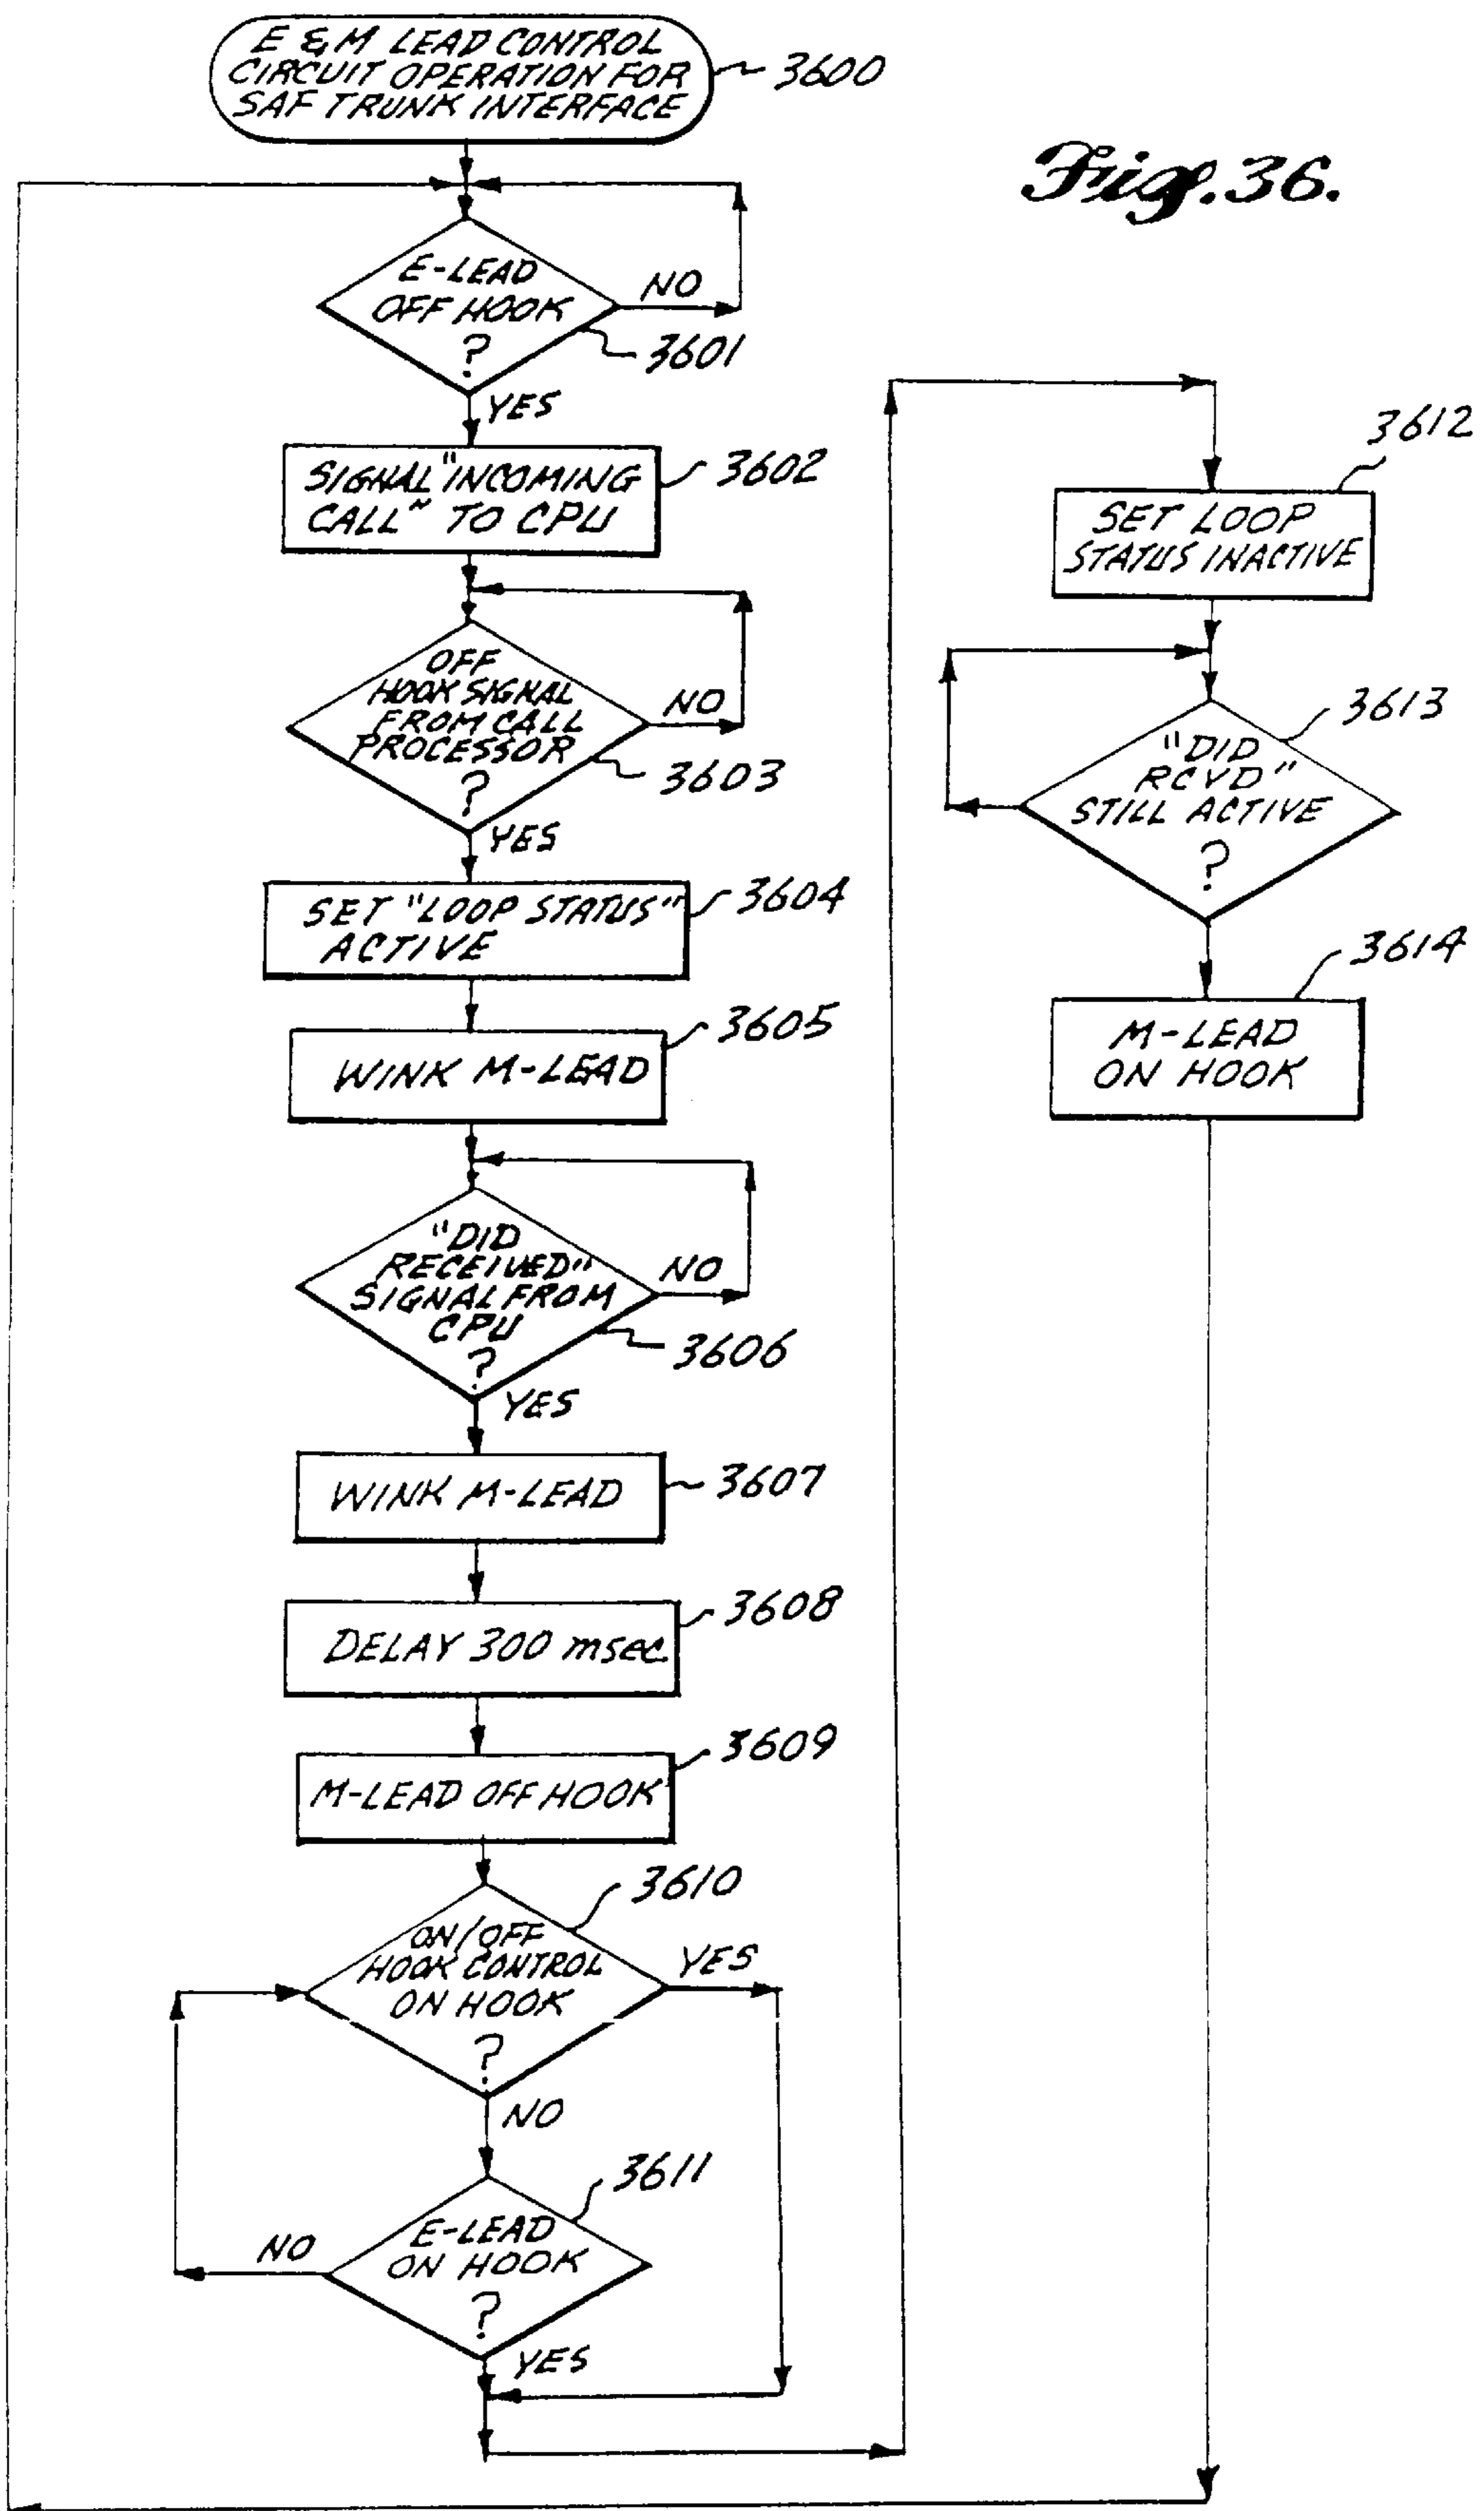 E & M LEAD CONTROL
CIRCUIT OPERATION FOR
SAF TRUNK INTERFACE
3600
Fig. 36.
E-LEAD
OFF HOOK
?
NO
3601
YES
SIGNAL "INCOMING
CALL" TO CPU
3602
OFF
HOOK SIGNAL
FROM CALL
PROCESSOR
?
NO
3603
YES
SET "LOOP STATUS"
ACTIVE
3604
WINK M-LEAD
3605
"DID
RECEIVED"
SIGNAL FROM
CPU
?
NO
3606
YES
WINK M-LEAD
3607
DELAY 300 msec
3608
M-LEAD OFF HOOK
3609
ON/OFF
HOOK CONTROL
ON HOOK
?
3610
YES
NO
E-LEAD
ON HOOK
?
3611
NO
YES
SET LOOP
STATUS INACTIVE
3612
"DID
RCVD"
STILL ACTIVE
?
3613
M-LEAD
ON HOOK
3614